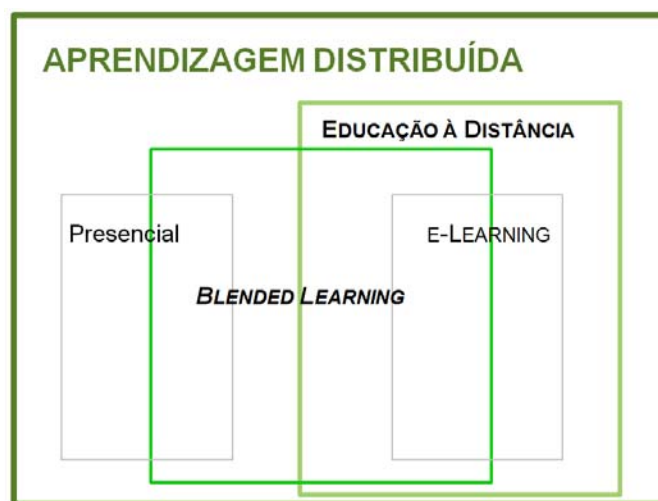 APRENDIZAGEM DISTRIBUÍDA
EDUCAÇÃO À DISTÂNCIA
Presencial
E-LEARNING
BLENDED LEARNING